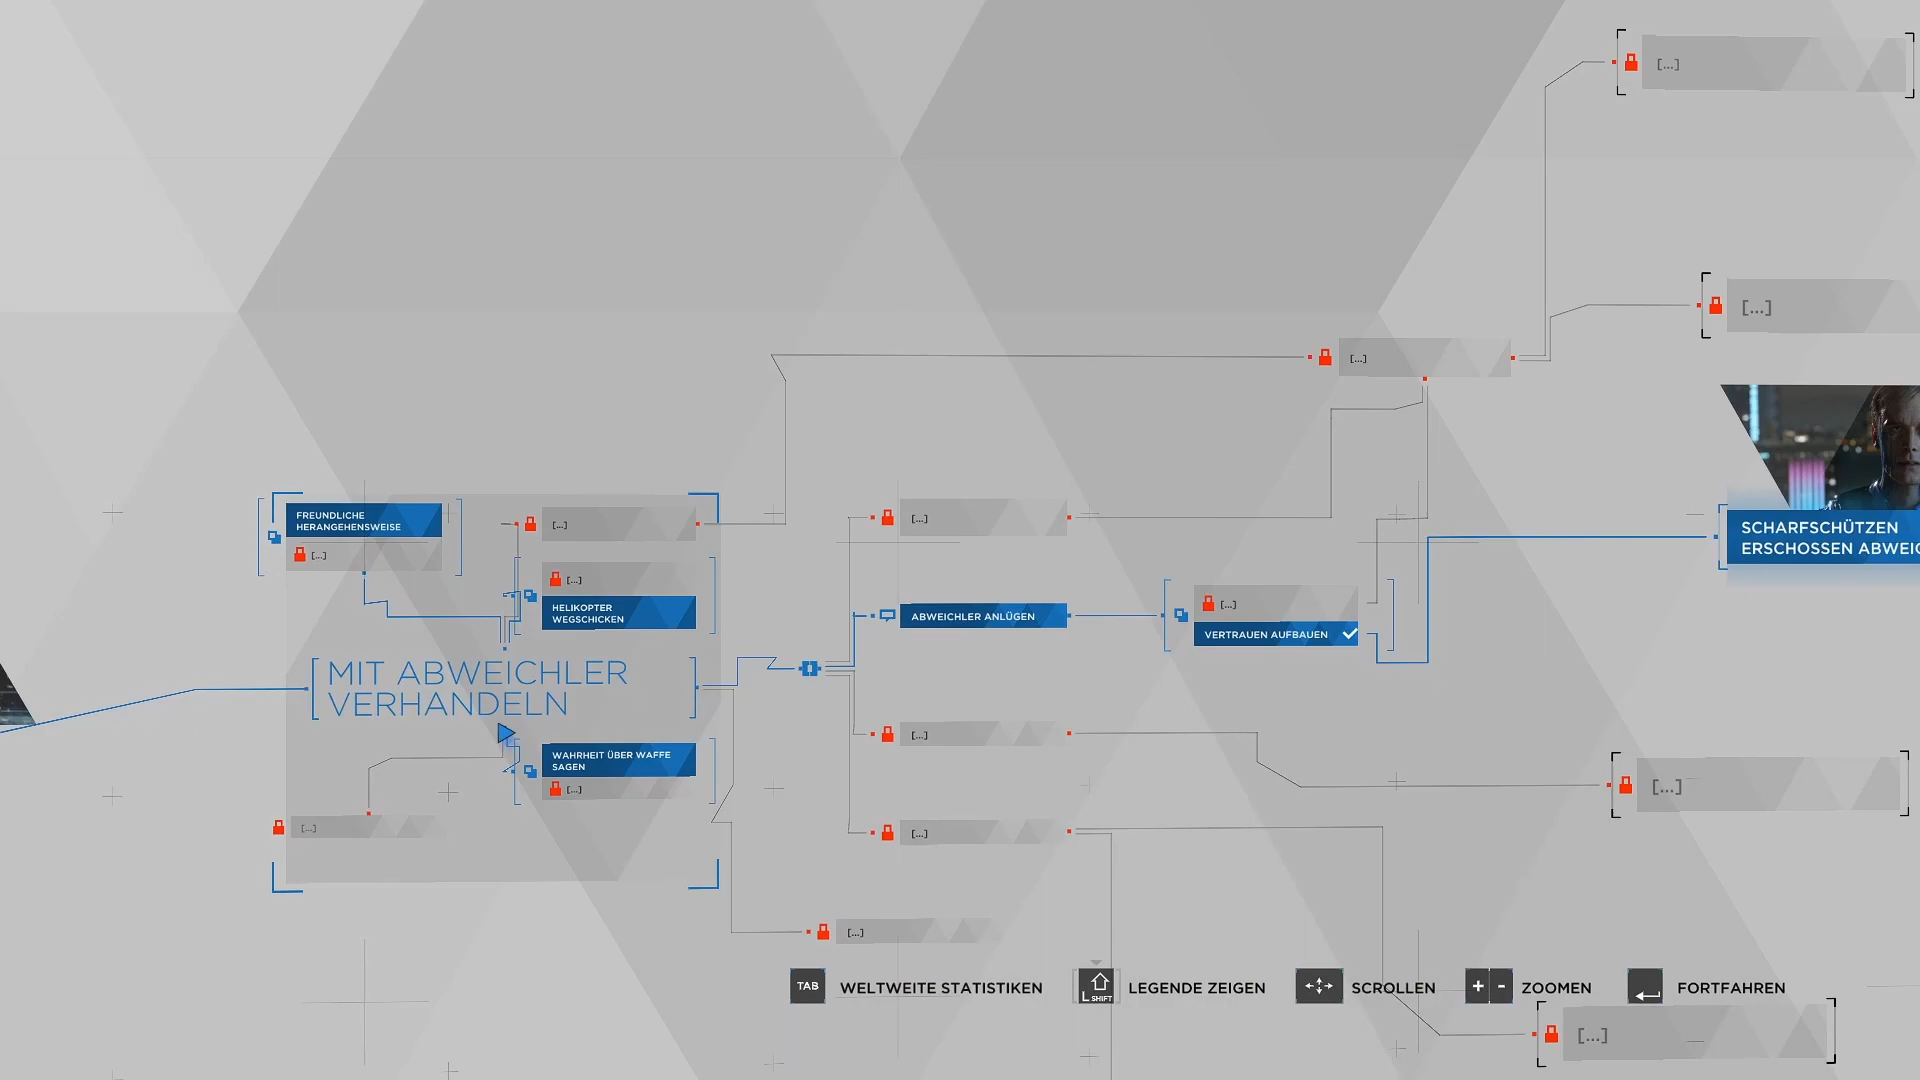 [...]
[...]
[...]
FREUNDLICHE
HERANGEHENSWEISE
[...]
[...]
[...]
HELIKOPTER
WEGSCHICKEN
MIT ABWEICHLER
VERHANDELN
WAHRHEIT ÜBER WAFFE
SAGEN
[...]
[...]
[...]
ABWEICHLER ANLÜGEN
[...]
VERTRAUEN AUFBAUEN
SCHARFSCHÜTZEN
ERSCHOSSEN ABWEIC
[...]
[...]
[...]
[...]
TAB WELTWEITE STATISTIKEN
L SHIFT LEGENDE ZEIGEN
SCROLLEN
+ - ZOOMEN
FORTFAHREN
[...]